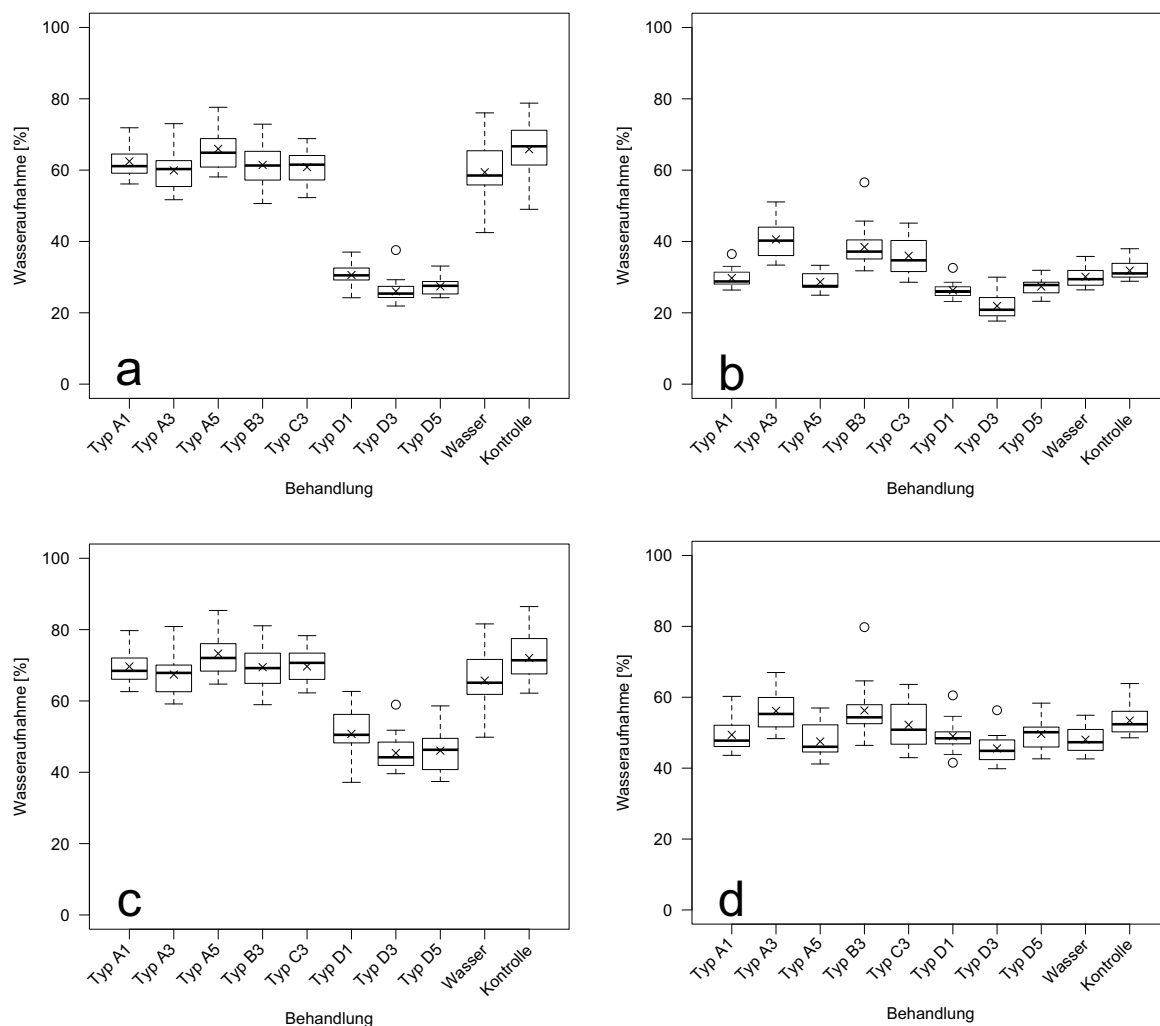 100
80
60
40
20
0
Wasseraufnahme [%]
a
Typ A1
Typ A3
Typ A5
Typ B3
Typ C3
Typ D1
Typ D3
Typ D5
Wasser
Kontrolle
Behandlung
100
80
60
40
20
0
Wasseraufnahme [%]
b
Typ A1
Typ A3
Typ A5
Typ B3
Typ C3
Typ D1
Typ D3
Typ D5
Wasser
Kontrolle
Behandlung
100
80
60
40
20
0
Wasseraufnahme [%]
c
Typ A1
Typ A3
Typ A5
Typ B3
Typ C3
Typ D1
Typ D3
Typ D5
Wasser
Kontrolle
Behandlung
100
80
60
40
20
0
Wasseraufnahme [%]
d
Typ A1
Typ A3
Typ A5
Typ B3
Typ C3
Typ D1
Typ D3
Typ D5
Wasser
Kontrolle
Behandlung